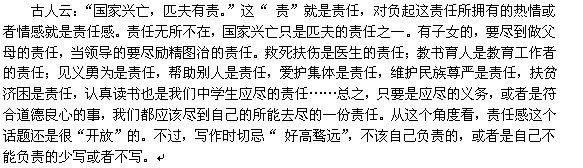 古人云：“国家兴亡，匹夫有责。”这“ 责”就是责任，对负起这责任所拥有的热情或
者情感就是责任感。责任无所不在，国家兴亡只是匹夫的责任之一。有子女的，要尽到做父
母的责任，当领导的要尽励精图治的责任。救死扶伤是医生的责任；教书育人是教育工作者
的责任；见义勇为是责任，帮助别人是责任，爱护集体是责任，维护民族尊严是责任，扶贫
济困是责任，认真读书也是我们中学生应尽的责任……总之，只要是应尽的义务，或者是符
合道德良心的事，我们都应该尽到自己的所能去尽的一份责任。从这个角度看，责任感这个
话题还是很“开放”的。不过，写作时切忌“ 好高骛远”，不该自己负责的，或者是自己不
能负责的少写或者不写。↵